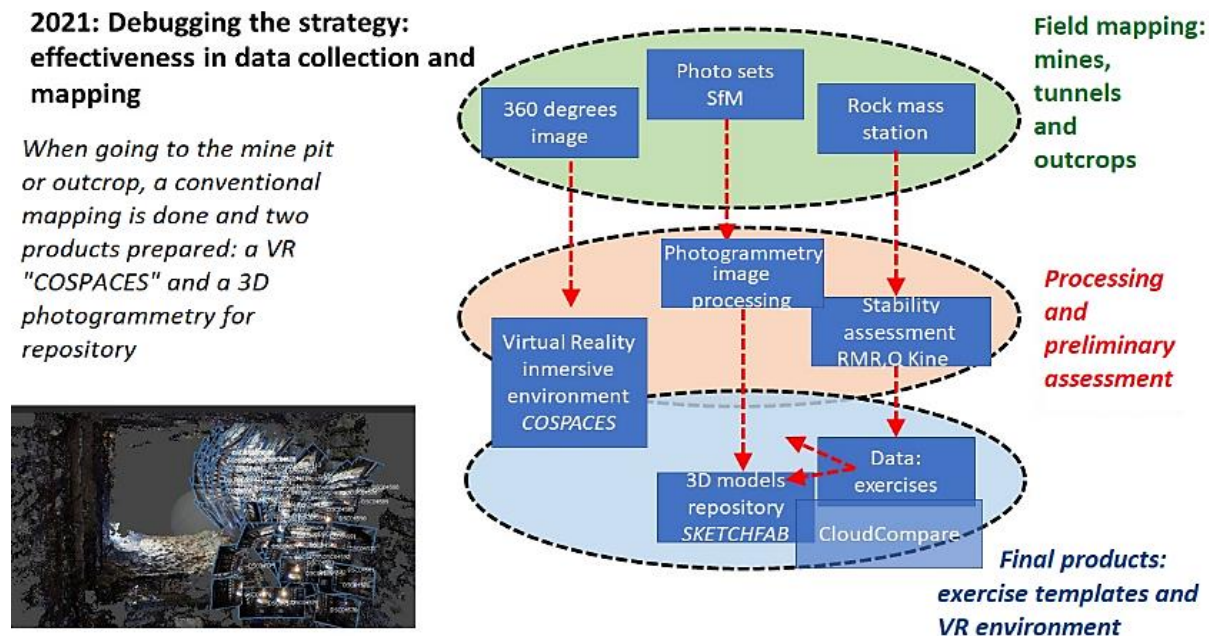 2021: Debugging the strategy:
effectiveness in data collection and
mapping
When going to the mine pit
or outcrop, a conventional
mapping is done and two
products prepared: a VR
"COSPACES" and a 3D
photogrammetry for
repository
360 degrees
image
Photo sets
SfM
Rock mass
station
Field mapping:
mines,
tunnels
and
outcrops
Photogrammetry
image
processing
Stability
assessment
RMR,Q Kine
Virtual Reality
inmersive
environment
COSPACES
Processing
and
preliminary
assessment
3D models
repository
SKETCHFAB
Data:
exercises
CloudCompare
Final products:
exercise templates and
VR environment